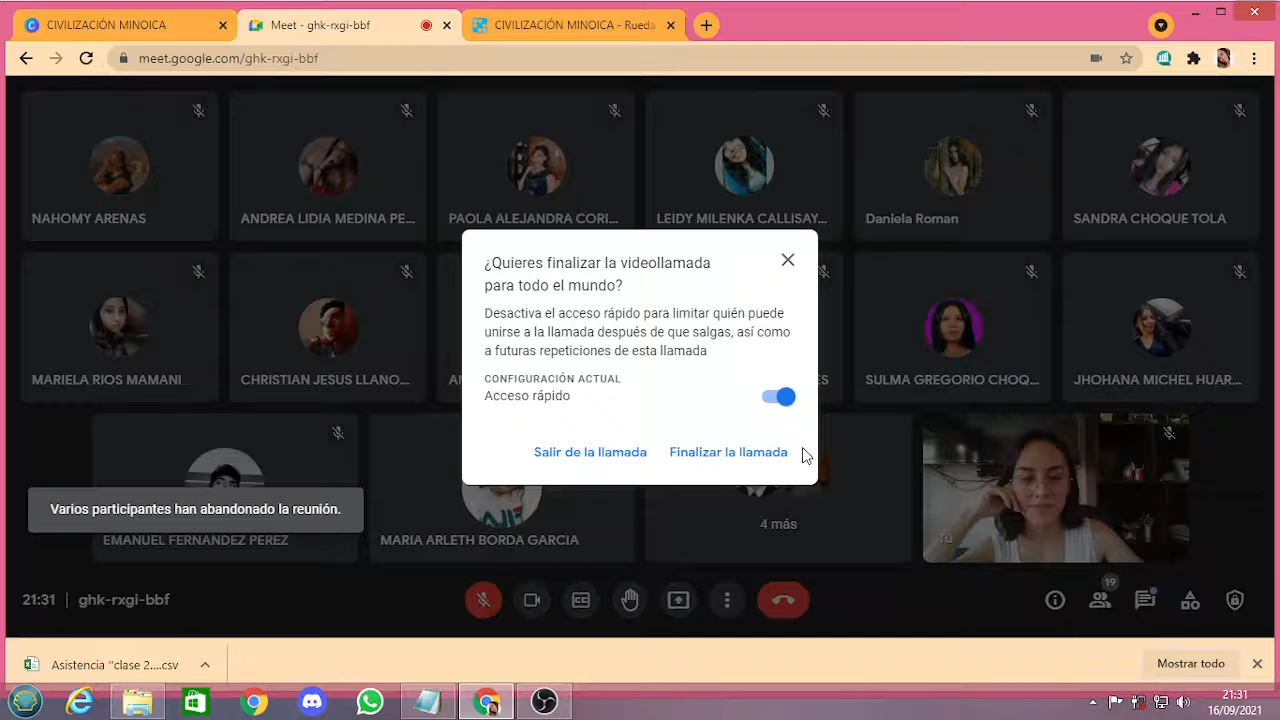 CIVILIZACIÓN MINOICA
Meet - ghk-rxgi-bbf
CIVILIZACIÓN MINOICA - Rueda
meet.google.com/ghk-rxgi-bbf
NAHOMY ARENAS
ANDREA LIDIA MEDINA PE...
PAOLA ALEJANDRA CORI...
LEIDY MILENKA CALLISAY...
Daniela Roman
SANDRA CHOQUE TOLA
¿Quieres finalizar la videollamada
para todo el mundo?
Desactiva el acceso rápido para limitar quién puede
unirse a la llamada después de que salgas, así como
a futuras repeticiones de esta llamada
CONFIGURACIÓN ACTUAL
Acceso rápido
Salir de la llamada
Finalizar la llamada
MARIELA RIOS MAMANI
CHRISTIAN JESUS LLANO...
SULMA GREGORIO CHOQ...
JHOHANA MICHEL HUAR...
Varios participantes han abandonado la reunión.
EMANUEL FERNANDEZ PEREZ
MARIA ARLETH BORDA GARCIA
4 más
Tú
21:31 | ghk-rxgi-bbf
19
Asistencia "clase 2....csv
Mostrar todo
21:31
16/09/2021